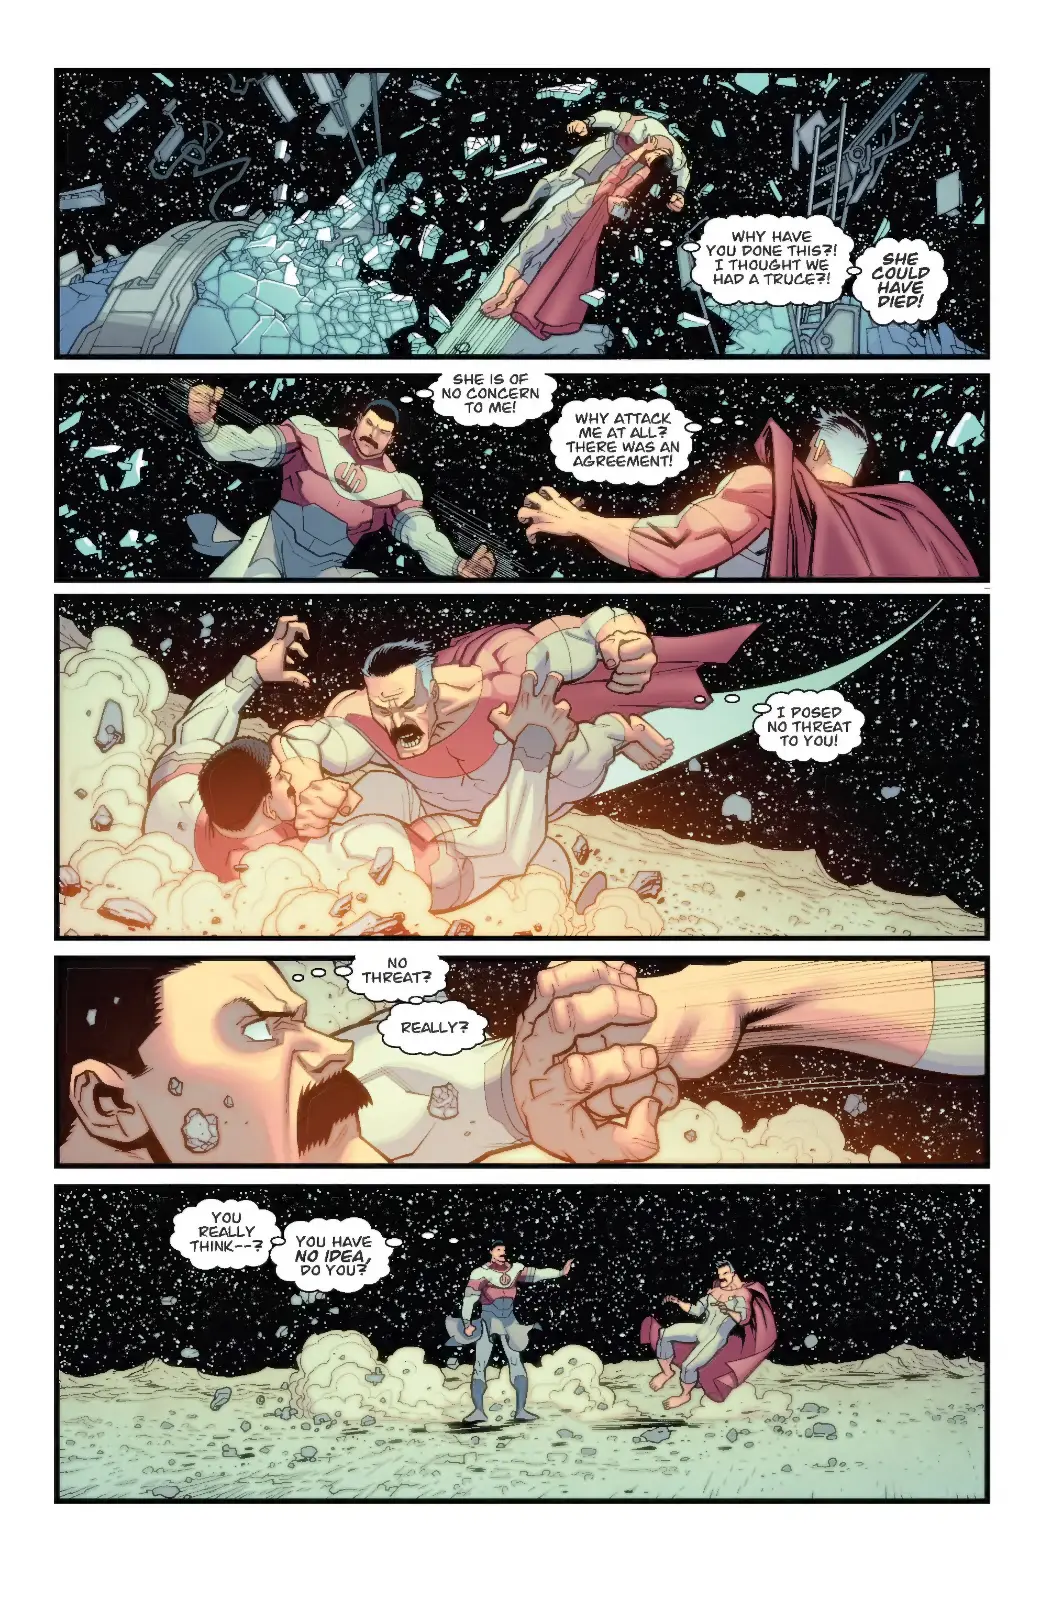 WHY HAVE
YOU DONE THIS?!
I THOUGHT WE
HAD A TRUCE?!
SHE
COULD
HAVE
DIED!
SHE IS OF
NO CONCERN
TO ME!
WHY ATTACK
ME AT ALL?
THERE WAS AN
AGREEMENT!
I POSED
NO THREAT
TO YOU!
NO
THREAT?
REALLY?
YOU
REALLY
THINK--?
YOU HAVE
NO IDEA,
DO YOU?